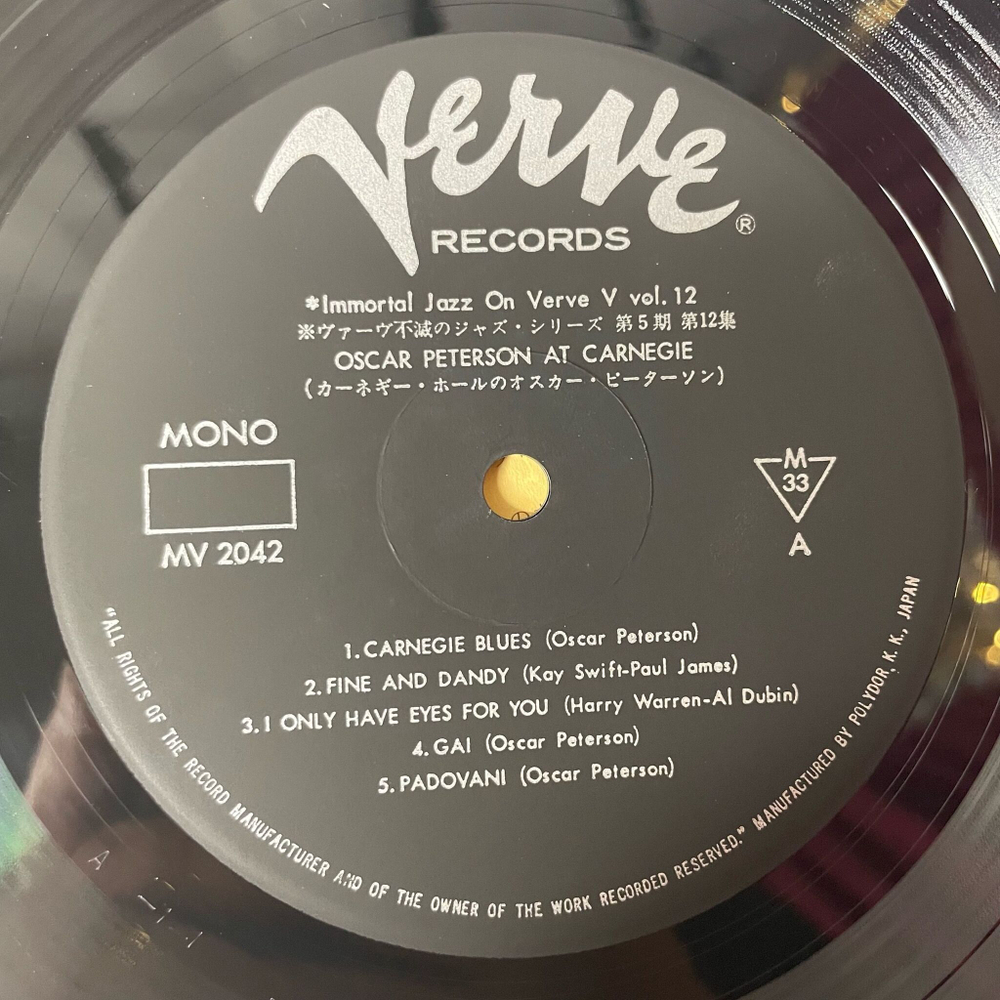 Verve
RECORDS
®
*Immortal Jazz On Verve V vol.12
※ヴァーヴ不滅のジャズ・シリーズ 第5期 第12集
OSCAR PETERSON AT CARNEGIE
(カーネギー・ホールのオスカー・ピーターソン)
MONO
MV 2042
M
33
A
1. CARNEGIE BLUES (Oscar Peterson)
2. FINE AND DANDY (Kay Swift-Paul James)
3. I ONLY HAVE EYES FOR YOU (Harry Warren-Al Dubin)
4. GAI (Oscar Peterson)
5. PADOVANI (Oscar Peterson)
"ALL RIGHTS OF THE RECORD MANUFACTURER AND OF THE OWNER OF THE WORK RECORDED RESERVED." MANUFACTURED BY POLYDOR K. K., JAPAN
A